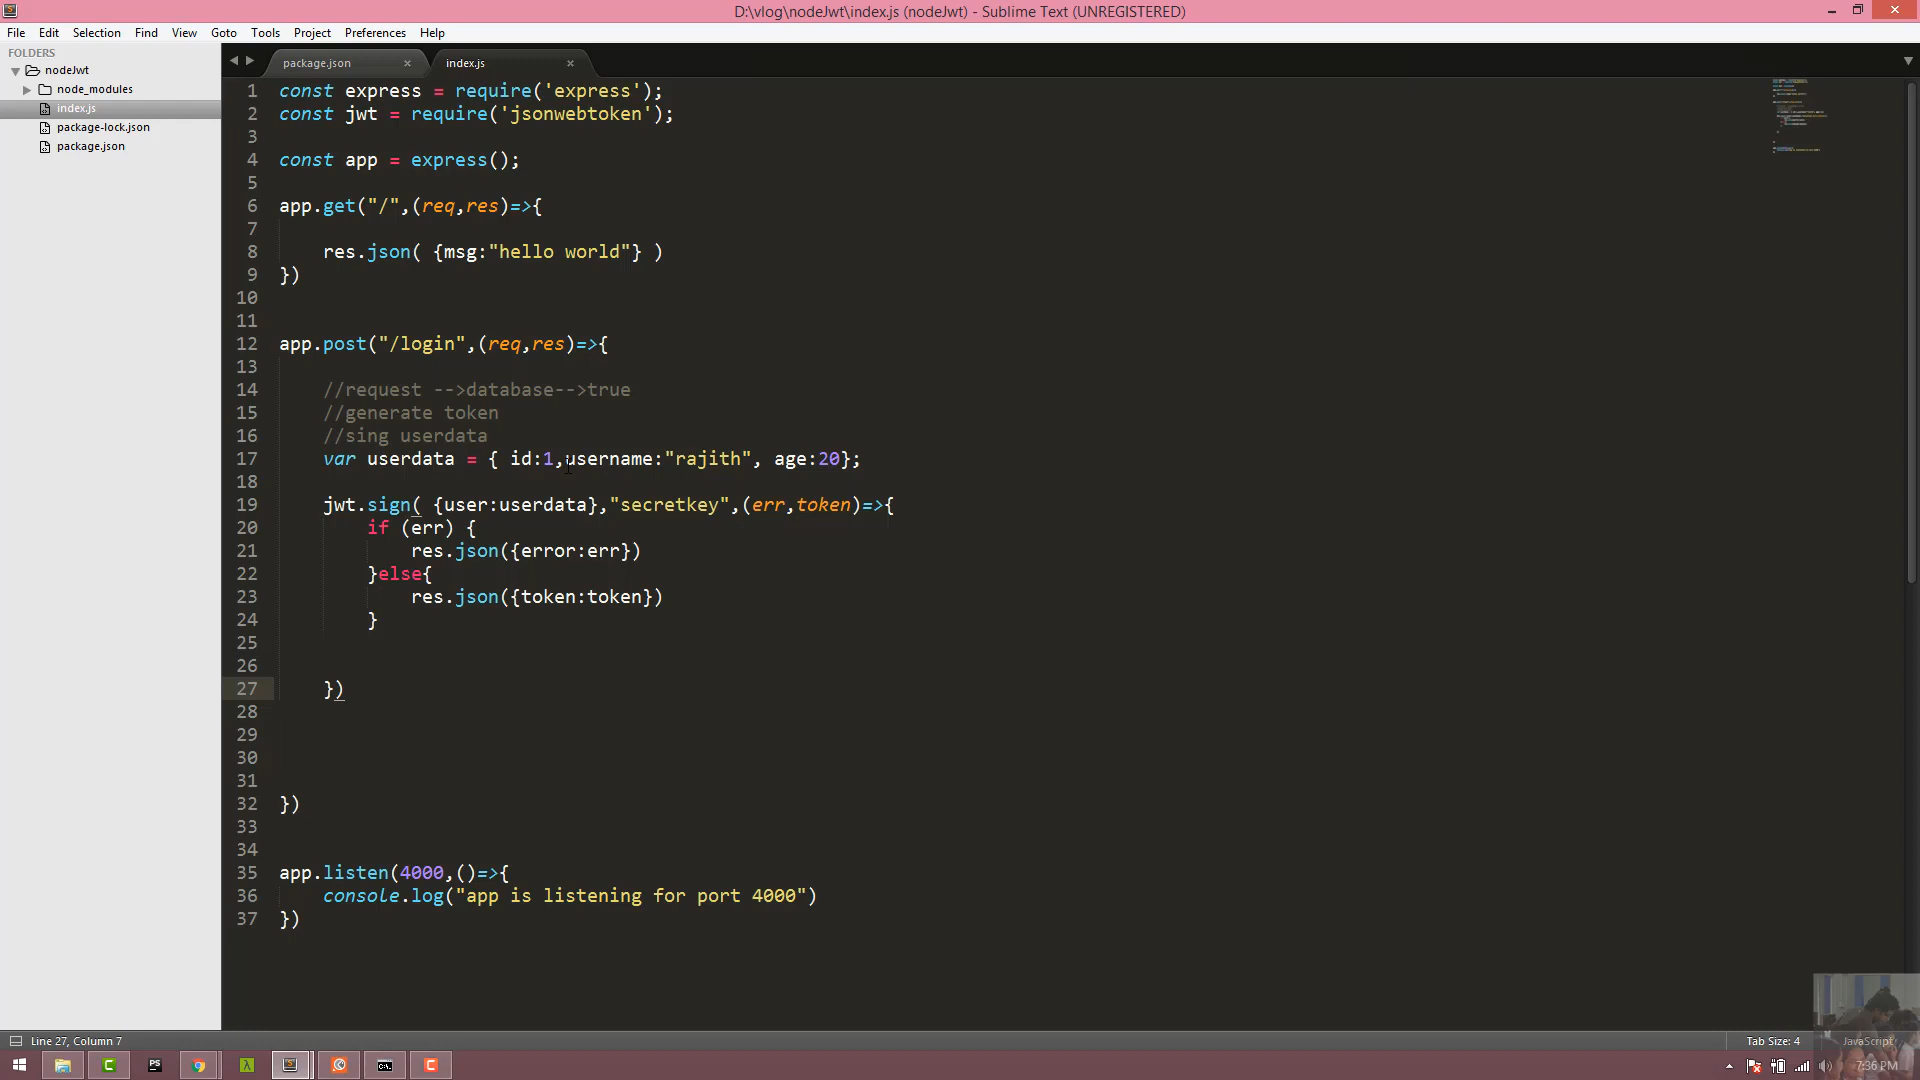 D:\vlog\nodeJwt\index.js (nodeJwt) - Sublime Text (UNREGISTERED)
File Edit Selection Find View Goto Tools Project Preferences Help
FOLDERS
nodeJwt
node_modules
index.js
package-lock.json
package.json
package.json × index.js ×
1 const express = require('express');
2 const jwt = require('jsonwebtoken');
3
4 const app = express();
5
6 app.get("/",(req,res)=>{
7
8 res.json( {msg:"hello world"} )
9 })
10
11
12 app.post("/login",(req,res)=>{
13
14 //request -->database-->true
15 //generate token
16 //sing userdata
17 var userdata = { id:1,username:"rajith", age:20};
18
19 jwt.sign( {user:userdata},"secretkey",(err,token)=>{
20 if (err) {
21 res.json({error:err})
22 }else{
23 res.json({token:token})
24 }
25
26
27 })
28
29
30
31
32 })
33
34
35 app.listen(4000,()=>{
36 console.log("app is listening for port 4000")
37 })
Line 27, Column 7
Tab Size: 4
JavaScript
PS
7:36 PM